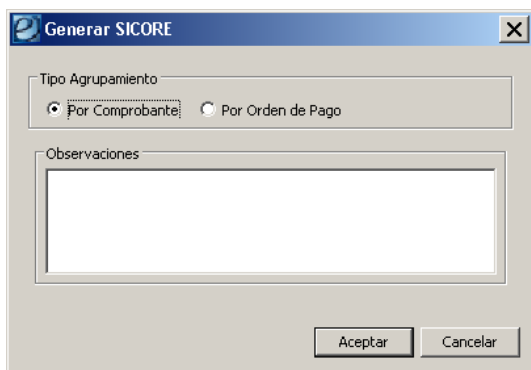 Generar SICORE
Tipo Agrupamiento
Por Comprobante Por Orden de Pago
Observaciones
Aceptar Cancelar